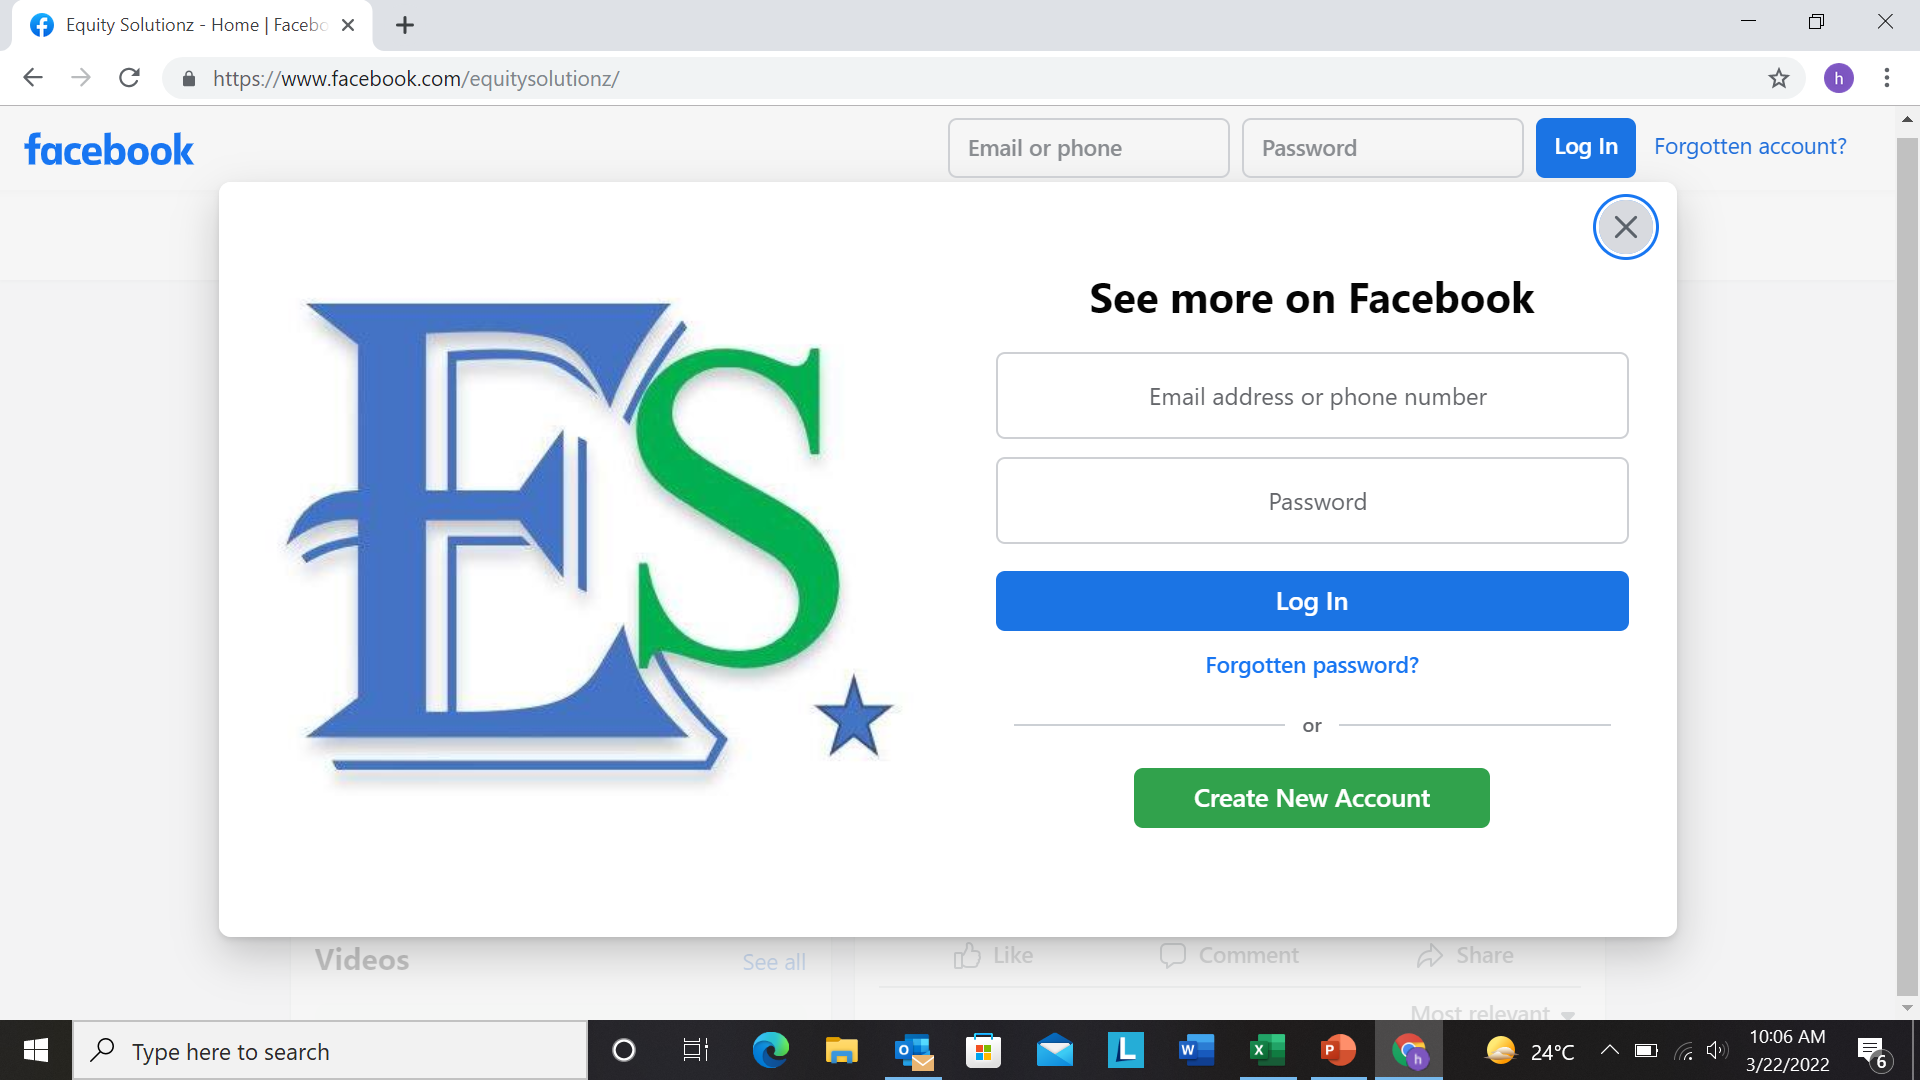 Equity Solutionz - Home | Facebo
https://www.facebook.com/equitysolutionz/
h
facebook
Email or phone
Password
Log In
Forgotten account?
ES
See more on Facebook
Email address or phone number
Password
Log In
Forgotten password?
or
Create New Account
Videos
See all
Like
Comment
Share
Most relevant
Type here to search
24°C
10:06 AM
3/22/2022
6